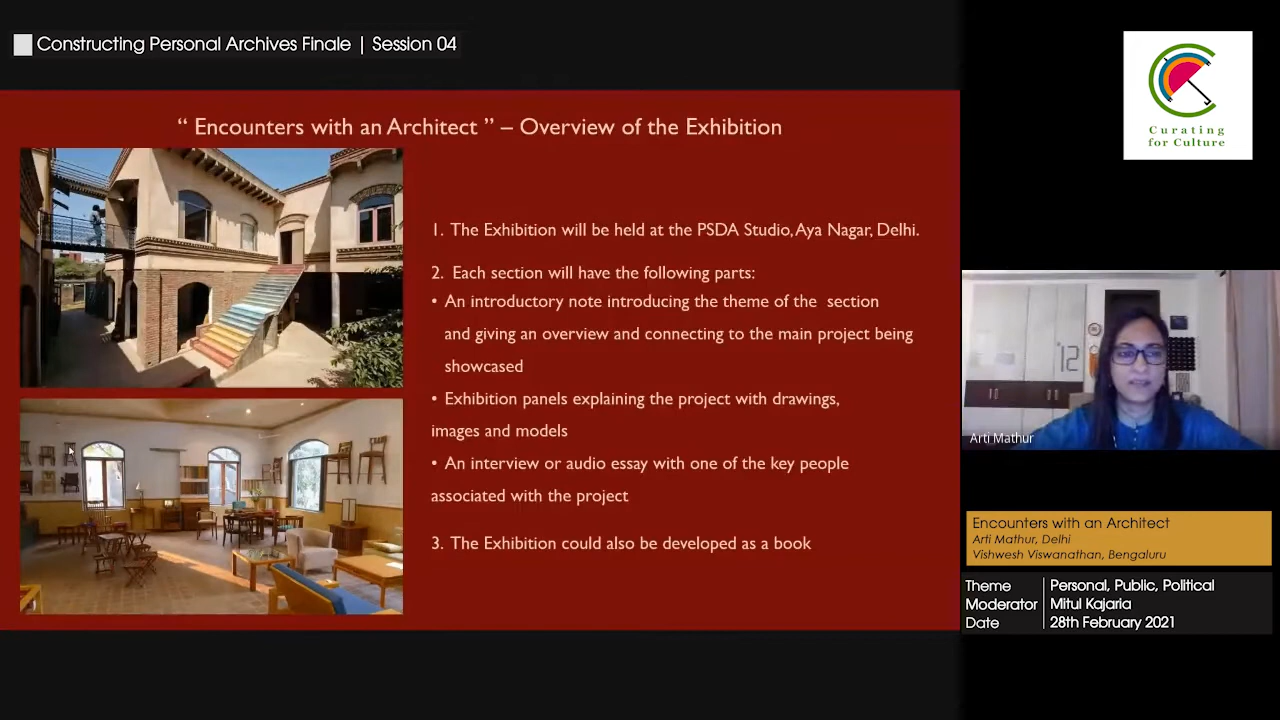 Constructing Personal Archives Finale | Session 04
“ Encounters with an Architect ” – Overview of the Exhibition
1. The Exhibition will be held at the PSDA Studio, Aya Nagar, Delhi.
2. Each section will have the following parts:
• An introductory note introducing the theme of the section
and giving an overview and connecting to the main project being
showcased
• Exhibition panels explaining the project with drawings,
images and models
• An interview or audio essay with one of the key people
associated with the project
3. The Exhibition could also be developed as a book
Curating
for Culture
'12
Arti Mathur
Encounters with an Architect
Arti Mathur, Delhi
Vishwesh Viswanathan, Bengaluru
Theme Personal, Public, Political
Moderator Mitul Kajaria
Date 28th February 2021